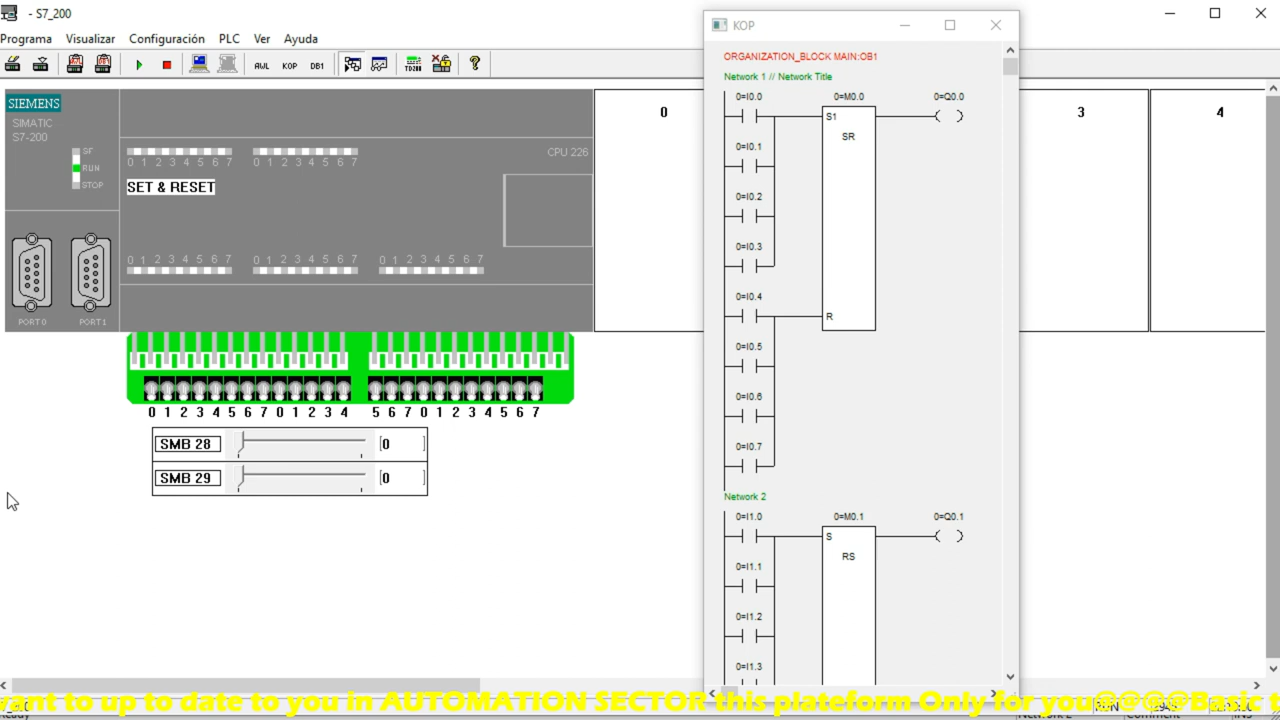 - S7_200
Program Visualizar Configuración PLC Ver Ayuda
AWL KOP DB1 TD200
SIEMENS
SIMATIC
S7-200
SF
RUN
STOP
0 1 2 3 4 5 6 7 0 1 2 3 4 5 6 7
CPU 226
SET & RESET
0 1 2 3 4 5 6 7 0 1 2 3 4 5 6 7 0 1 2 3 4 5 6 7
PORT0 PORT1
0 1 2 3 4 5 6 7 0 1 2 3 4 5 6 7 0 1 2 3 4 5 6 7
SMB 28 [0 ]
SMB 29 [0 ]
0
3
4
KOP
ORGANIZATION_BLOCK MAIN:OB1
Network 1 // Network Title
0=I0.0 0=M0.0 0=Q0.0
S1
SR
0=I0.1
0=I0.2
0=I0.3
0=I0.4
R
0=I0.5
0=I0.6
0=I0.7
Network 2
0=I1.0 0=M0.1 0=Q0.1
S
RS
0=I1.1
0=I1.2
0=I1.3
want to up to date to you in AUTOMATION SECTOR this plateform Only for you@@@@Basic